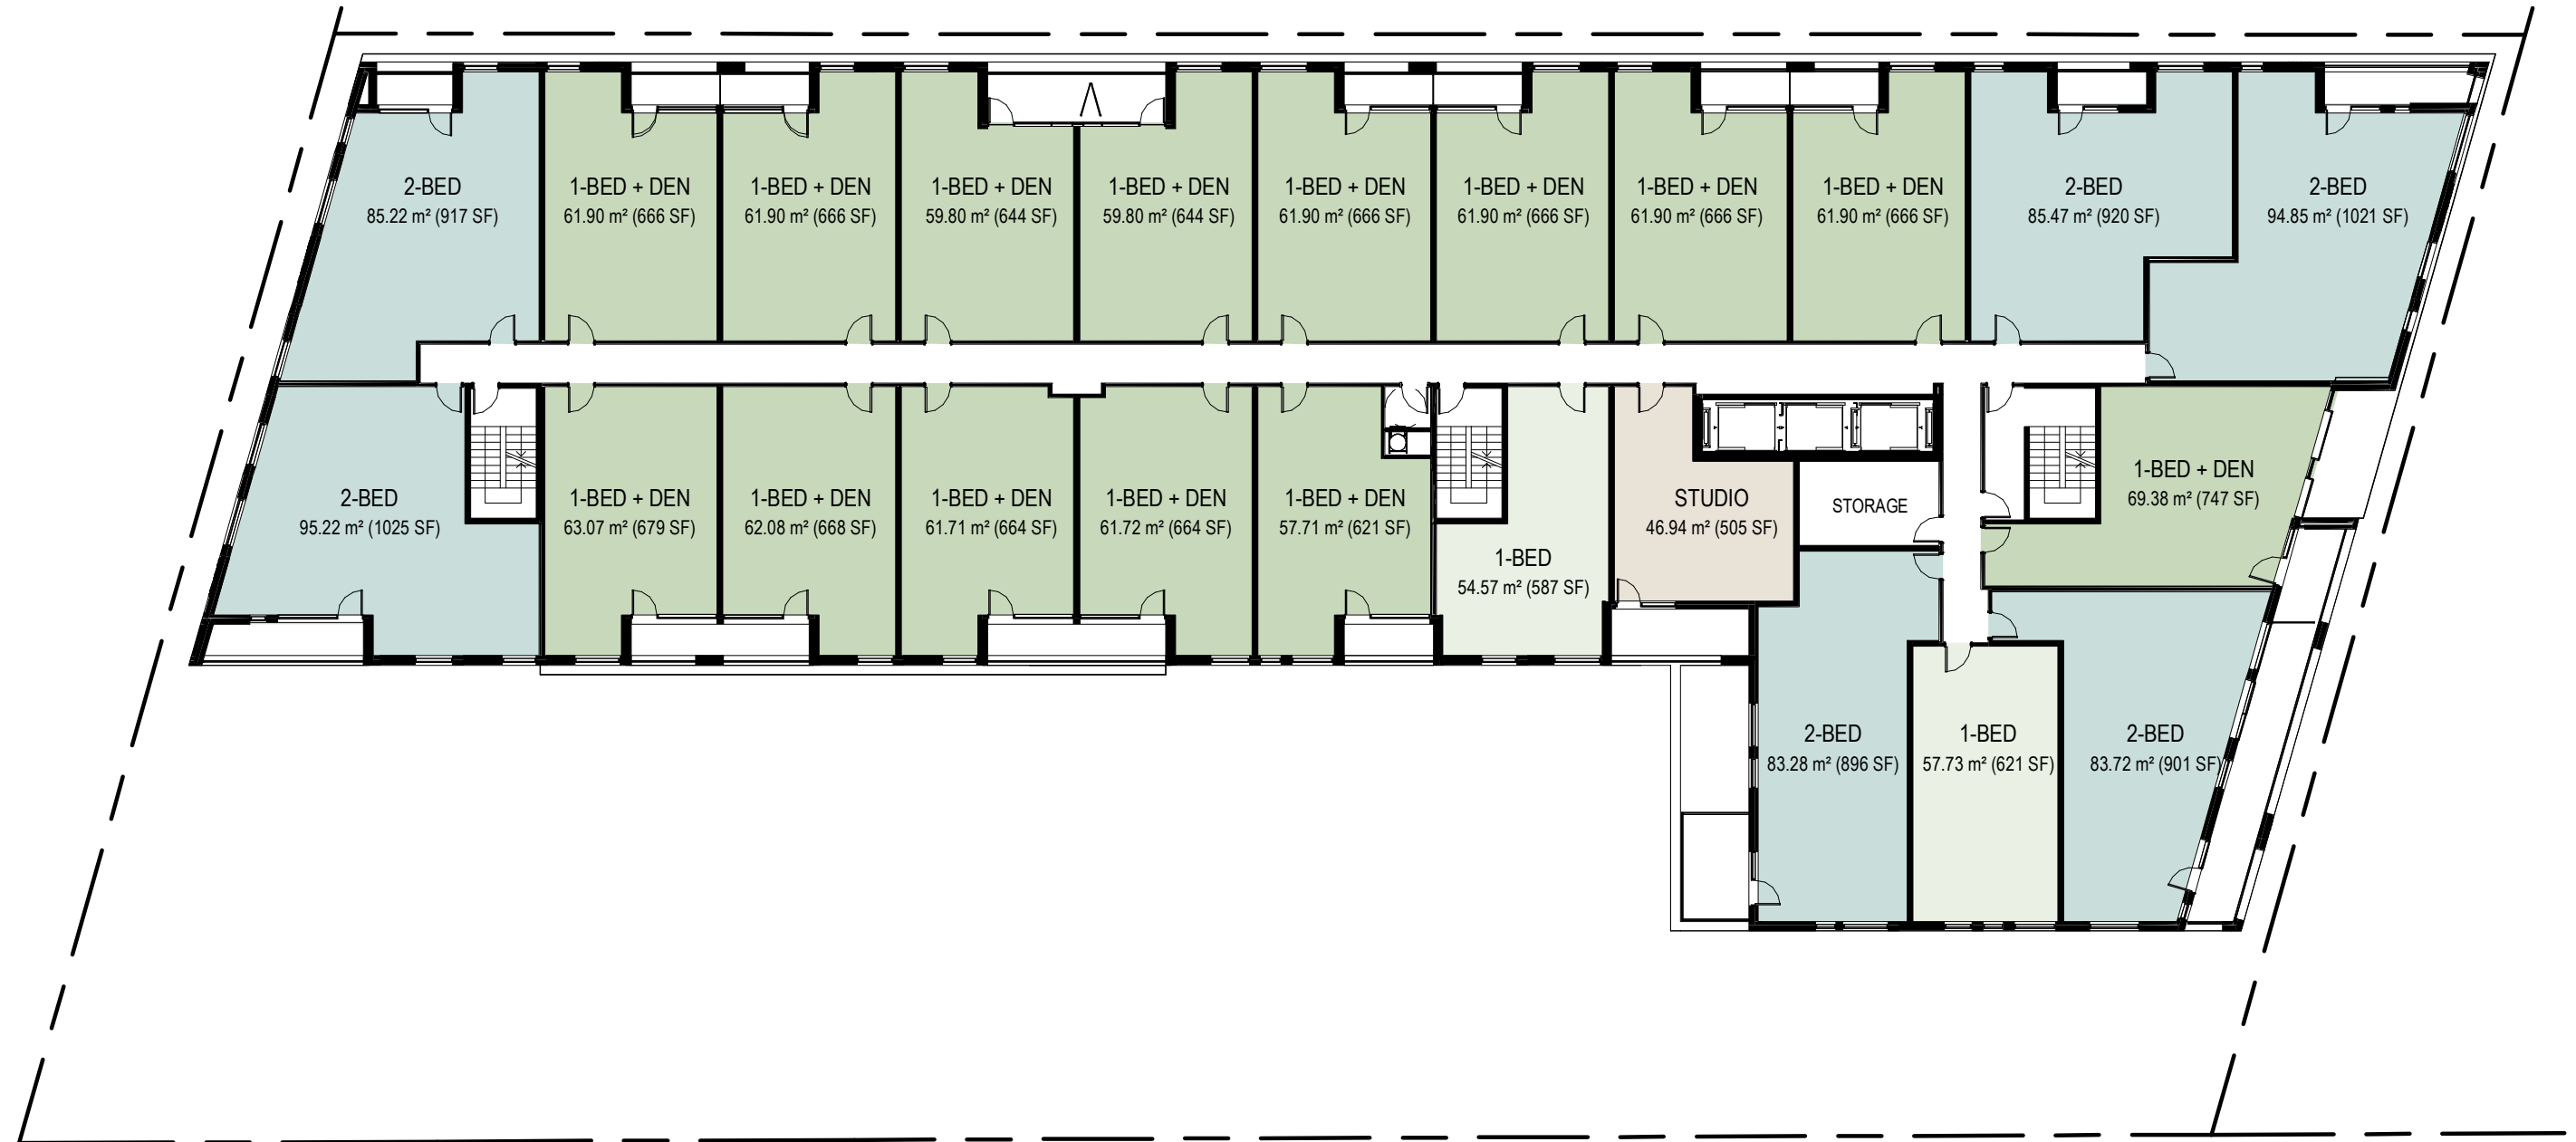 2-BED
85.22 m² (917 SF)
1-BED + DEN
61.90 m² (666 SF)
1-BED + DEN
61.90 m² (666 SF)
1-BED + DEN
59.80 m² (644 SF)
1-BED + DEN
59.80 m² (644 SF)
1-BED + DEN
61.90 m² (666 SF)
1-BED + DEN
61.90 m² (666 SF)
1-BED + DEN
61.90 m² (666 SF)
1-BED + DEN
61.90 m² (666 SF)
2-BED
85.47 m² (920 SF)
2-BED
94.85 m² (1021 SF)
2-BED
95.22 m² (1025 SF)
1-BED + DEN
63.07 m² (679 SF)
1-BED + DEN
62.08 m² (668 SF)
1-BED + DEN
61.71 m² (664 SF)
1-BED + DEN
61.72 m² (664 SF)
1-BED + DEN
57.71 m² (621 SF)
1-BED
54.57 m² (587 SF)
STUDIO
46.94 m² (505 SF)
STORAGE
1-BED + DEN
69.38 m² (747 SF)
2-BED
83.28 m² (896 SF)
1-BED
57.73 m² (621 SF)
2-BED
83.72 m² (901 SF)